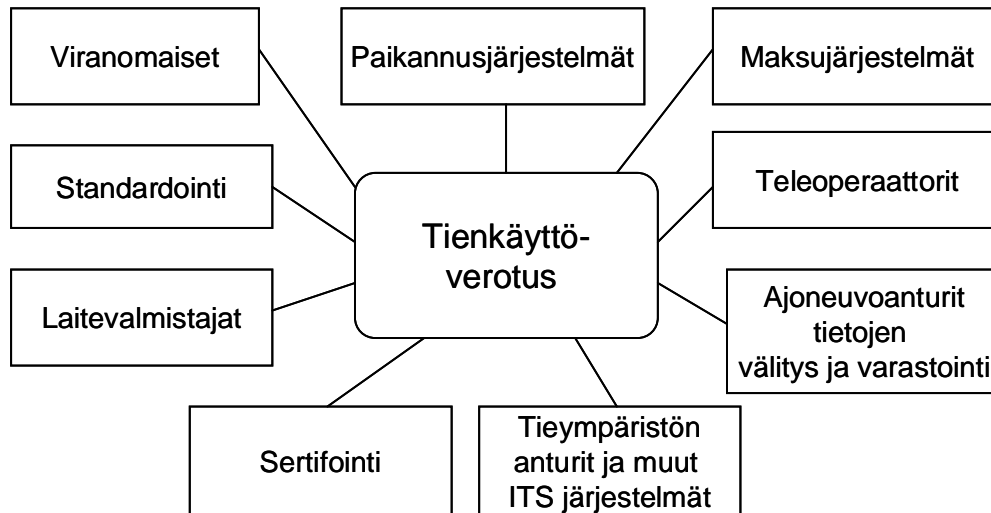 Viranomaiset
Paikannusjärjestelmät
Maksujärjestelmät
Standardointi
Teleoperaattorit
Tienkäyttö-
verotus
Laitevalmistajat
Ajoneuvoanturit
tietojen
välitys ja varastointi
Sertifointi
Tieympäristön
anturit ja muut
ITS järjestelmät